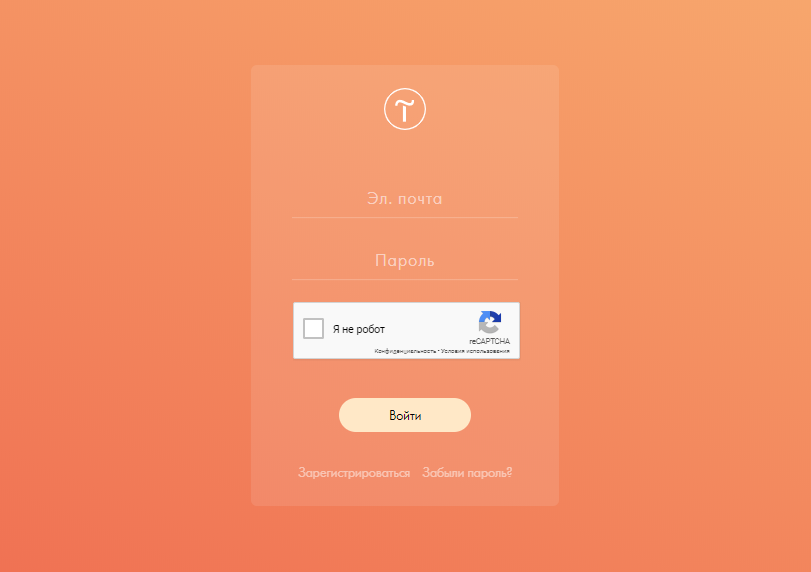 Эл. почта
Пароль
Я не робот
reCAPTCHA
Конфиденциальность - Условия использования
Войти
Зарегистрироваться Забыли пароль?